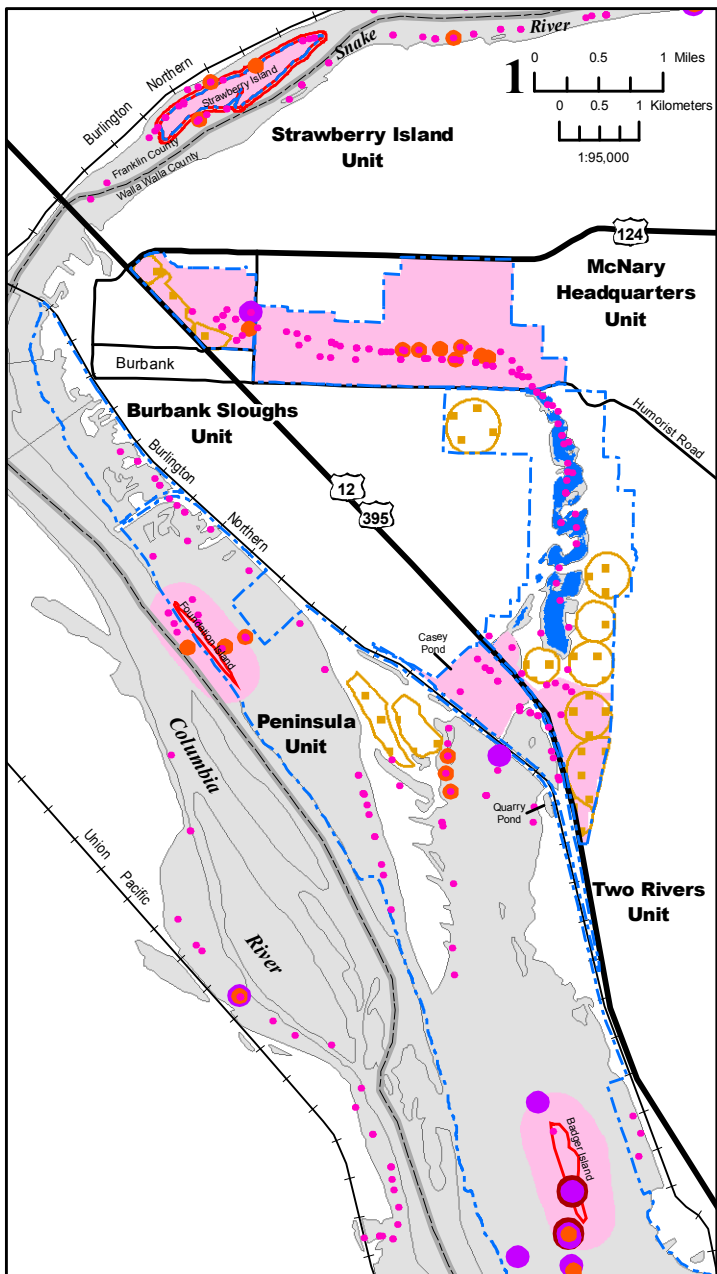 Snake
River
Burlington
Northern
Strawberry Island
Franklin County
Walla Walla County
1
0 0.5 1 Miles
0 0.5 1 Kilometers
1:95,000
Strawberry Island
Unit
124
McNary
Headquarters
Unit
Burbank
Burbank Sloughs
Unit
Humorist Road
Burlington
Northern
12
395
Foundation Island
Casey
Pond
Peninsula
Unit
Columbia
River
Quarry
Pond
Union
Pacific
Two Rivers
Unit
Badger Island